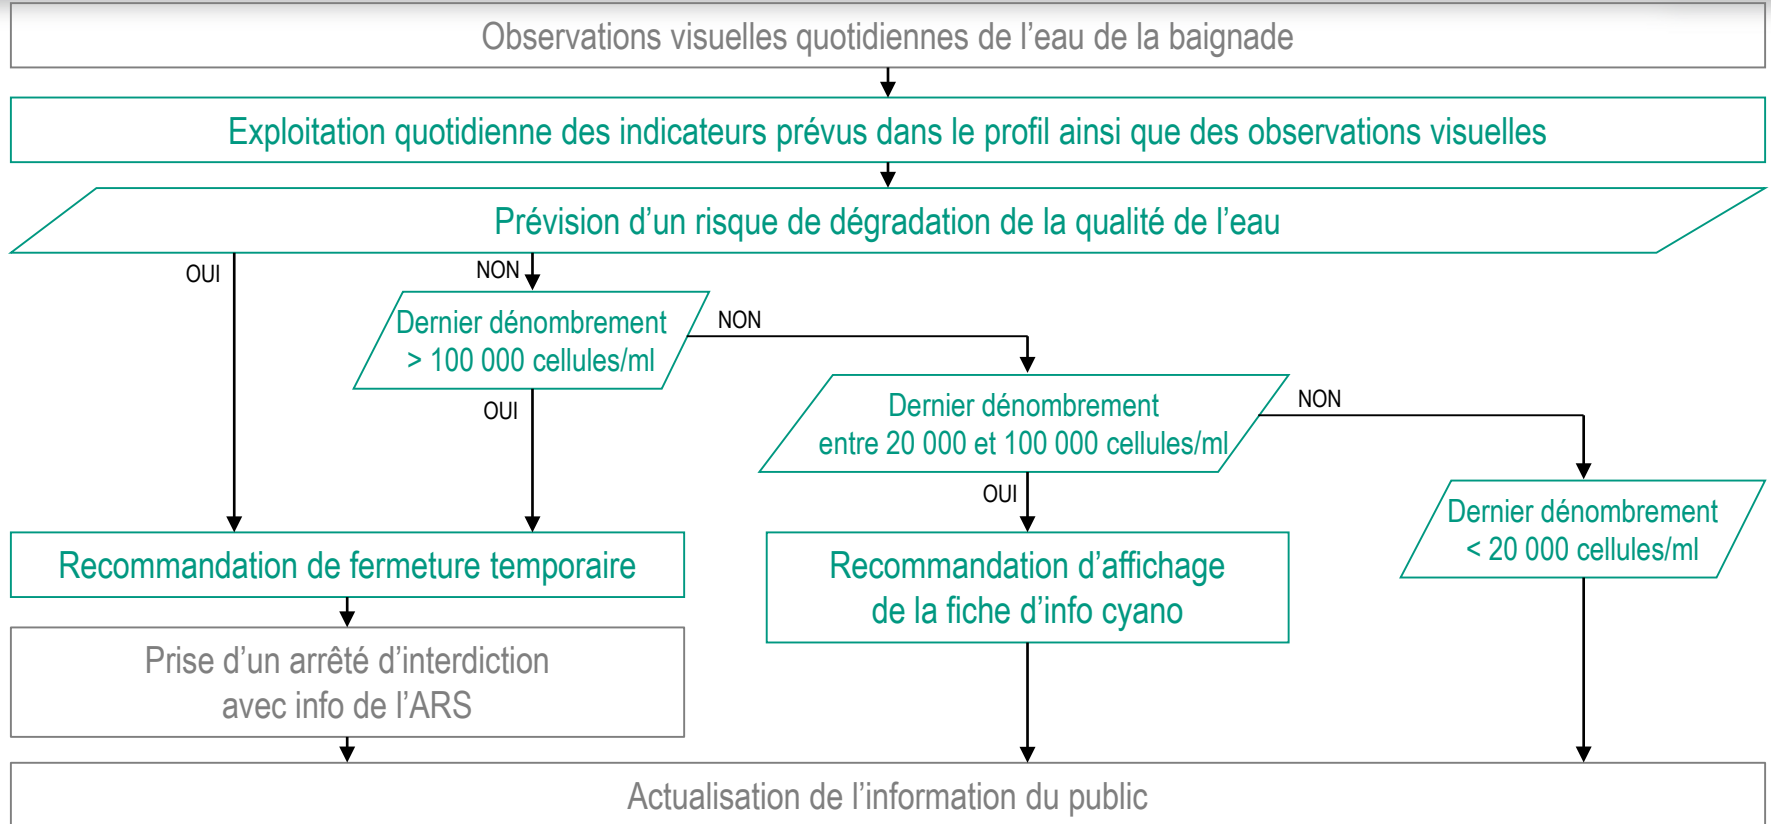 Observations visuelles quotidiennes de l’eau de la baignade
Exploitation quotidienne des indicateurs prévus dans le profil ainsi que des observations visuelles
Prévision d’un risque de dégradation de la qualité de l’eau
OUI
NON
Dernier dénombrement
> 100 000 cellules/ml
NON
OUI
Dernier dénombrement
entre 20 000 et 100 000 cellules/ml
NON
OUI
Dernier dénombrement
< 20 000 cellules/ml
Recommandation de fermeture temporaire
Recommandation d’affichage
de la fiche d’info cyano
Prise d’un arrêté d’interdiction
avec info de l’ARS
Actualisation de l’information du public